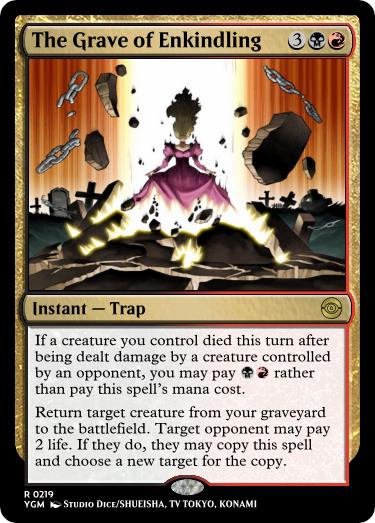 The Grave of Enkindling 3
Instant — Trap
If a creature you control died this turn after
being dealt damage by a creature controlled
by an opponent, you may pay rather
than pay this spell's mana cost.
Return target creature from your graveyard
to the battlefield. Target opponent may pay
2 life. If they do, they may copy this spell
and choose a new target for the copy.
R 0219
YGM Studio Dice/SHUEISHA, TV TOKYO, KONAMI